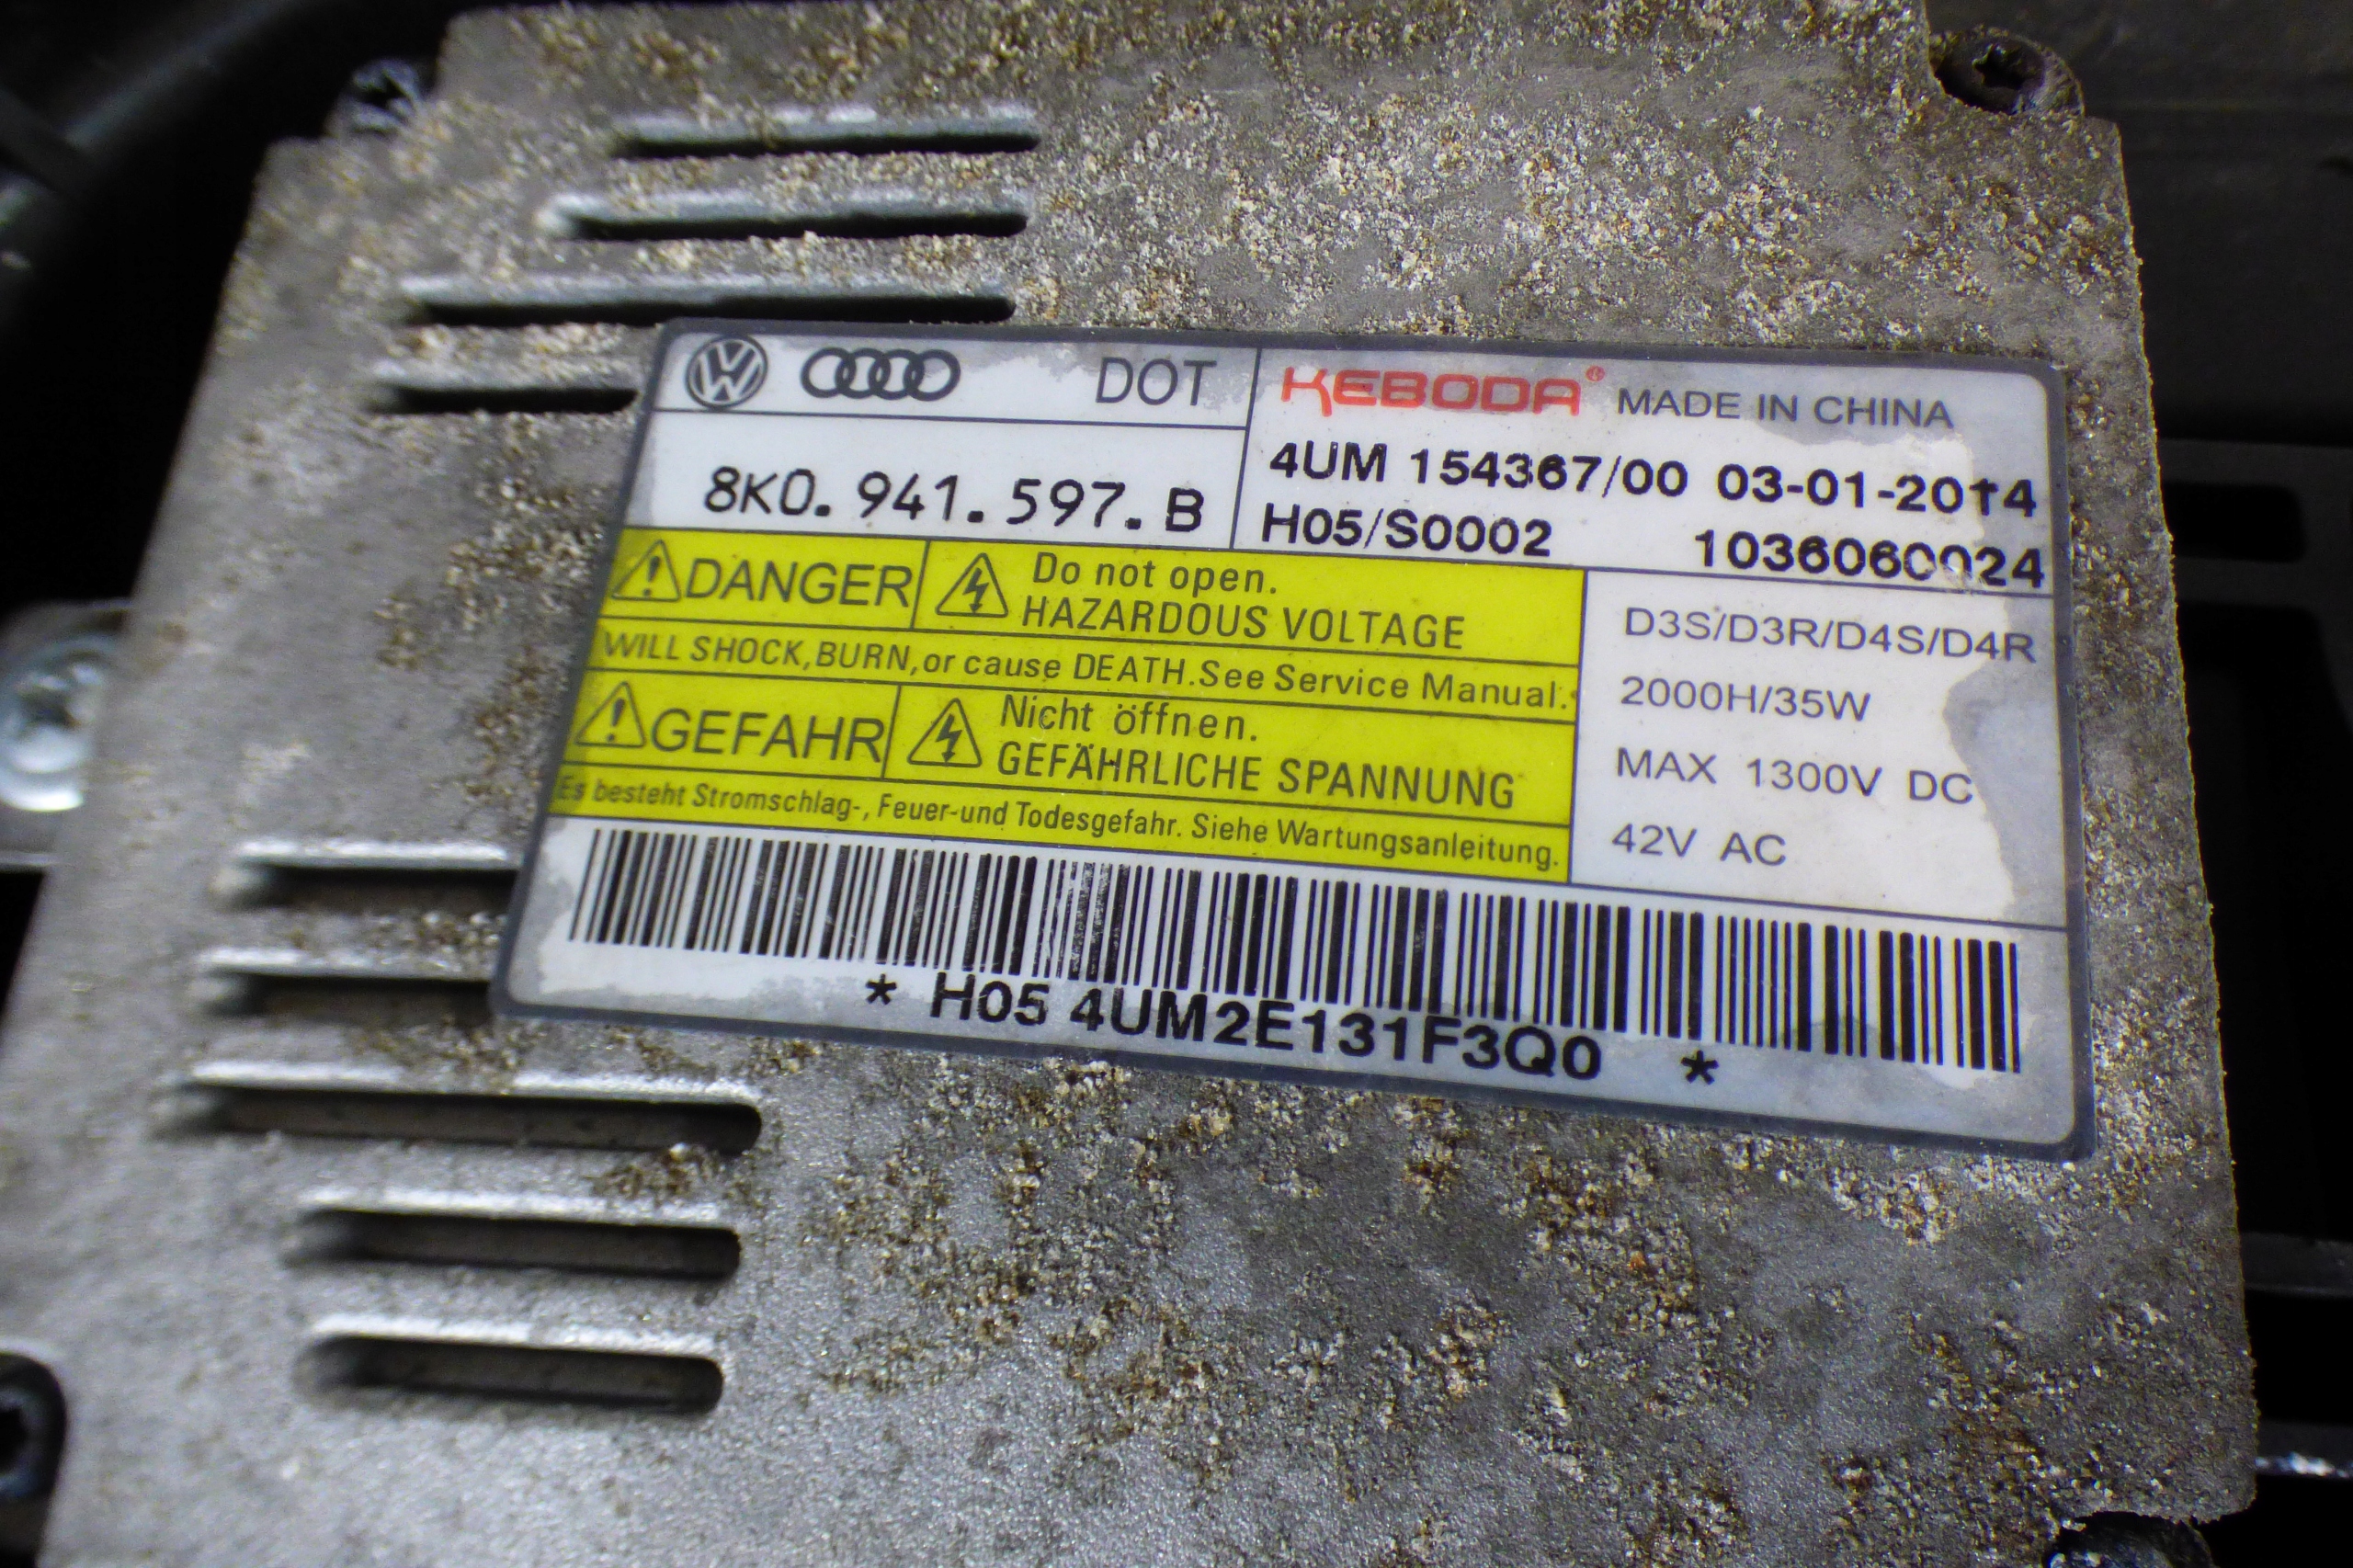 DOT
KEBODA® MADE IN CHINA
8K0.941.597.B
4UM 154367/00 03-01-2014
H05/S0002 1036060024
DANGER
Do not open.
HAZARDOUS VOLTAGE
WILL SHOCK,BURN,or cause DEATH.See Service Manual.
GEFAHR
Nicht öffnen.
GEFÄHRLICHE SPANNUNG
Es besteht Stromschlag-, Feuer-und Todesgefahr. Siehe Wartungsanleitung.
D3S/D3R/D4S/D4R
2000H/35W
MAX 1300V DC
42V AC
* H05 4UM2E131F3Q0 *